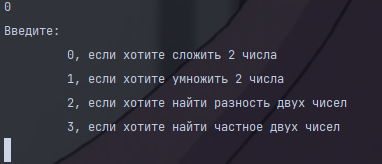 0
Введите:
0, если хотите сложить 2 числа
1, если хотите умножить 2 числа
2, если хотите найти разность двух чисел
3, если хотите найти частное двух чисел